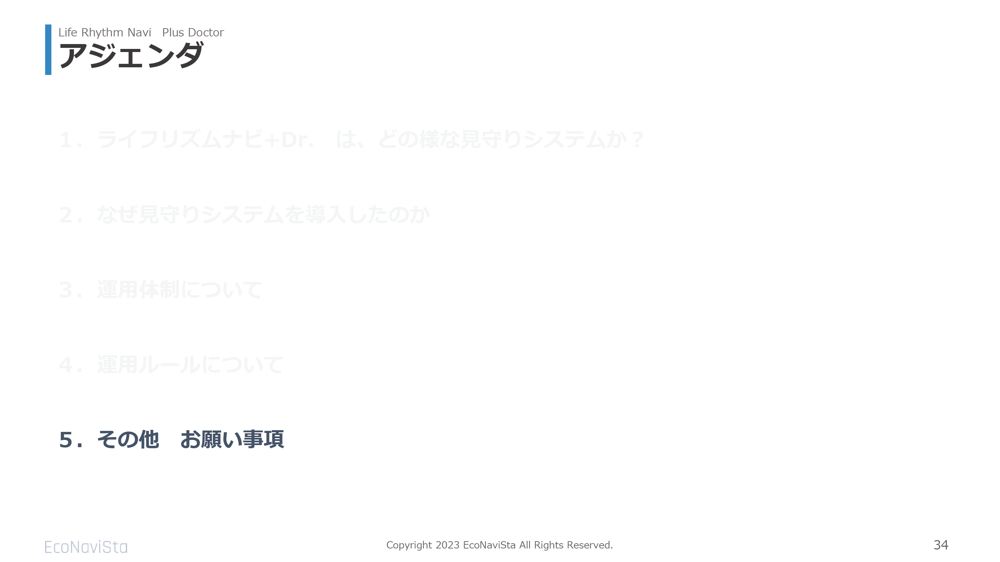 Life Rhythm Navi　Plus Doctor
アジェンダ
１．ライフリズムナビ+Dr.　は、どの様な見守りシステムか？
２．なぜ見守りシステムを導入したのか
３．運用体制について
４．運用ルールについて
５．その他　お願い事項
EcoNaviSta
Copyright 2023 EcoNaviSta All Rights Reserved.
34